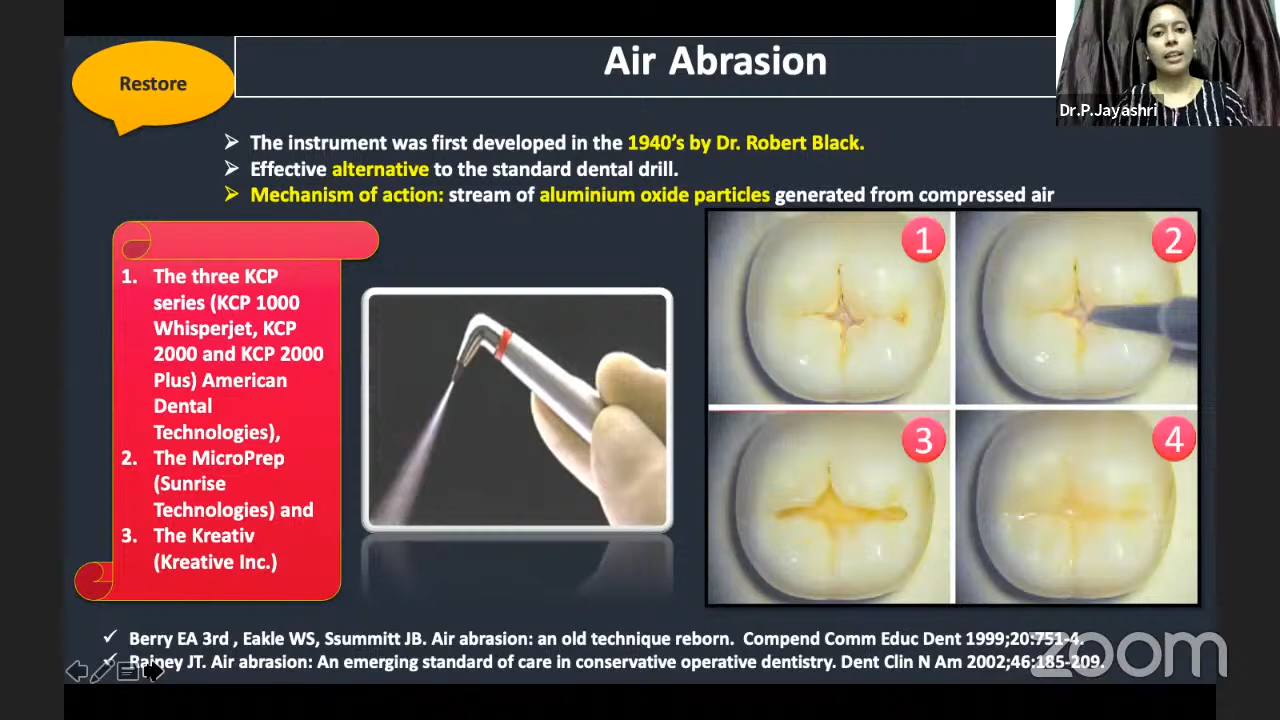 Restore
Air Abrasion
Dr.P.Jayashri
➢ The instrument was first developed in the 1940's by Dr. Robert Black.
➢ Effective alternative to the standard dental drill.
➢ Mechanism of action: stream of aluminium oxide particles generated from compressed air
1. The three KCP
series (KCP 1000
Whisperjet, KCP
2000 and KCP 2000
Plus) American
Dental
Technologies),
2. The MicroPrep
(Sunrise
Technologies) and
3. The Kreativ
(Kreative Inc.)
1
2
3
4
✓ Berry EA 3rd , Eakle WS, Ssummitt JB. Air abrasion: an old technique reborn. Compend Comm Educ Dent 1999;20:751-4.
✓ Rainey JT. Air abrasion: An emerging standard of care in conservative operative dentistry. Dent Clin N Am 2002;46:185-209.
zoom